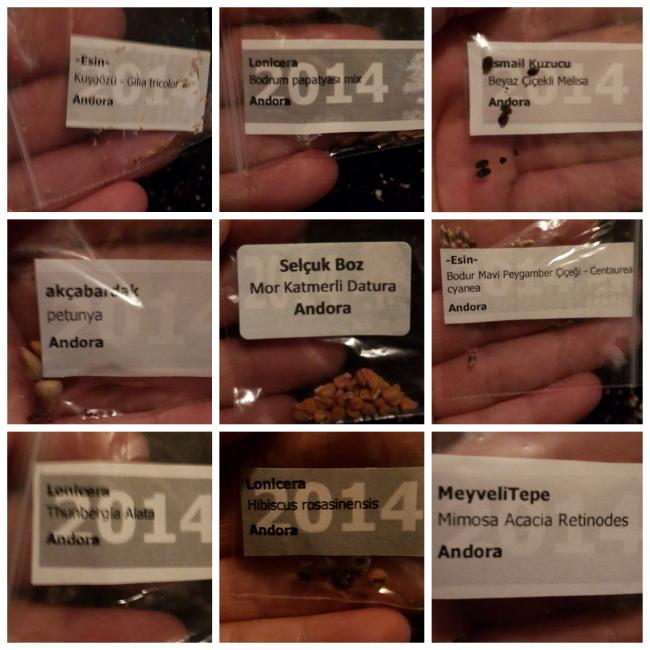 -Esin-
Kuşgözü - Gilia tricolor
Andora
2014
Lonicera
Bodrum papatyası mix
Andora
2014
İsmail Kuzucu
Beyaz Çiçekli Melisa
Andora
2014
akçabardak
petunya
Andora
2014
Selçuk Boz
Mor Katmerli Datura
Andora
-Esin-
Bodur Mavi Peygamber Çiçeği - Centaurea
cyanea
Andora
Lonicera
Thunbergia Alata
Andora
2014
Lonicera
Hibiscus rosasinensis
Andora
2014
MeyveliTepe
Mimosa Acacia Retinodes
Andora